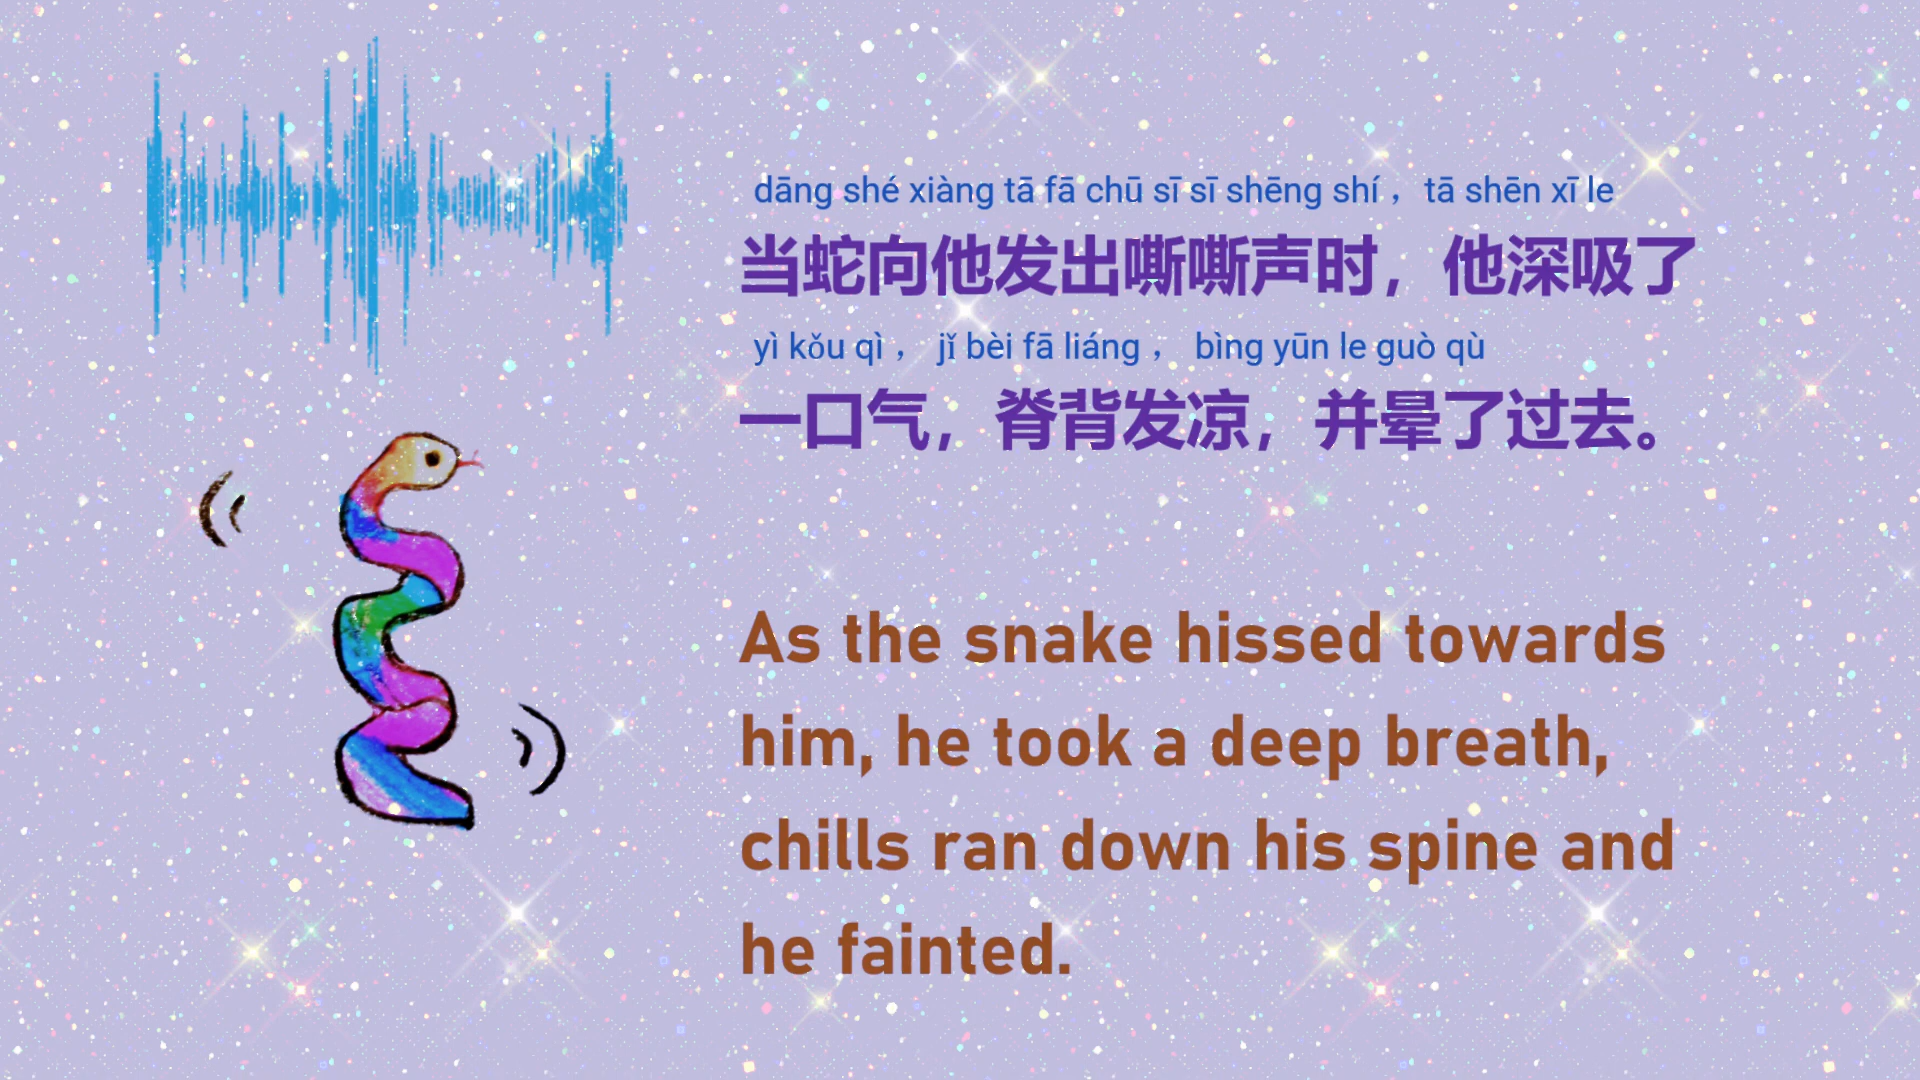 dāng shé xiàng tā fā chū sī sī shēng shí， tā shēn xī le
当蛇向他发出嘶嘶声时，他深吸了
yì kǒu qì， jǐ bèi fā liáng， bìng yūn le guò qù
一口气，脊背发凉，并晕了过去。
As the snake hissed towards
him, he took a deep breath,
chills ran down his spine and
he fainted.